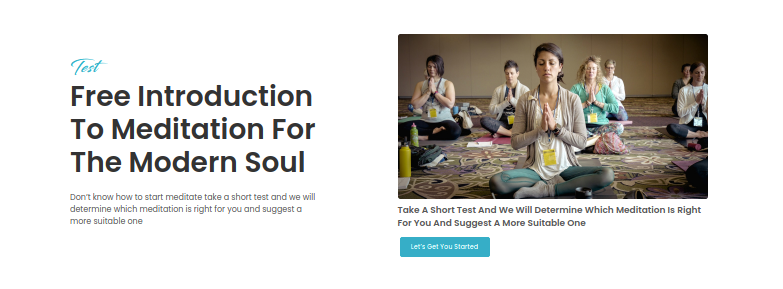 Test
Free Introduction
To Meditation For
The Modern Soul
Don't know how to start meditate take a short test and we will
determine which meditation is right for you and suggest a
more suitable one
Take A Short Test And We Will Determine Which Meditation Is Right
For You And Suggest A More Suitable One
Let's Get You Started